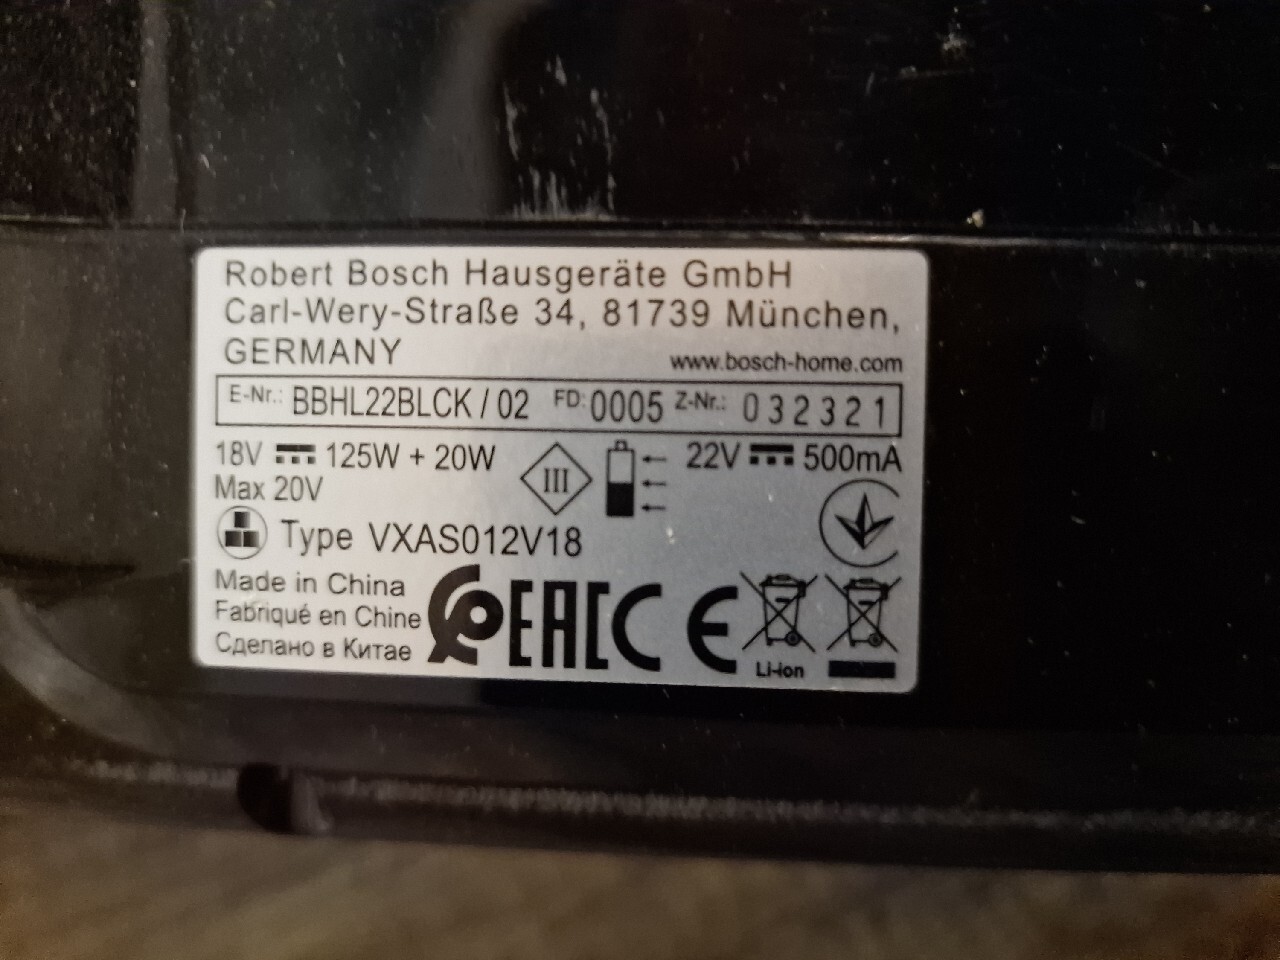 Robert Bosch Hausgeräte GmbH
Carl-Wery-Straße 34, 81739 München,
GERMANY www.bosch-home.com
E-Nr.: BBHL22BLCK / 02 FD: 0005 Z-Nr.: 032321
18V 125W + 20W III 22V 500mA
Max 20V
Type VXAS012V18
Made in China
Fabriqué en Chine
Сделано в Китае
EAC CE
Li-ion